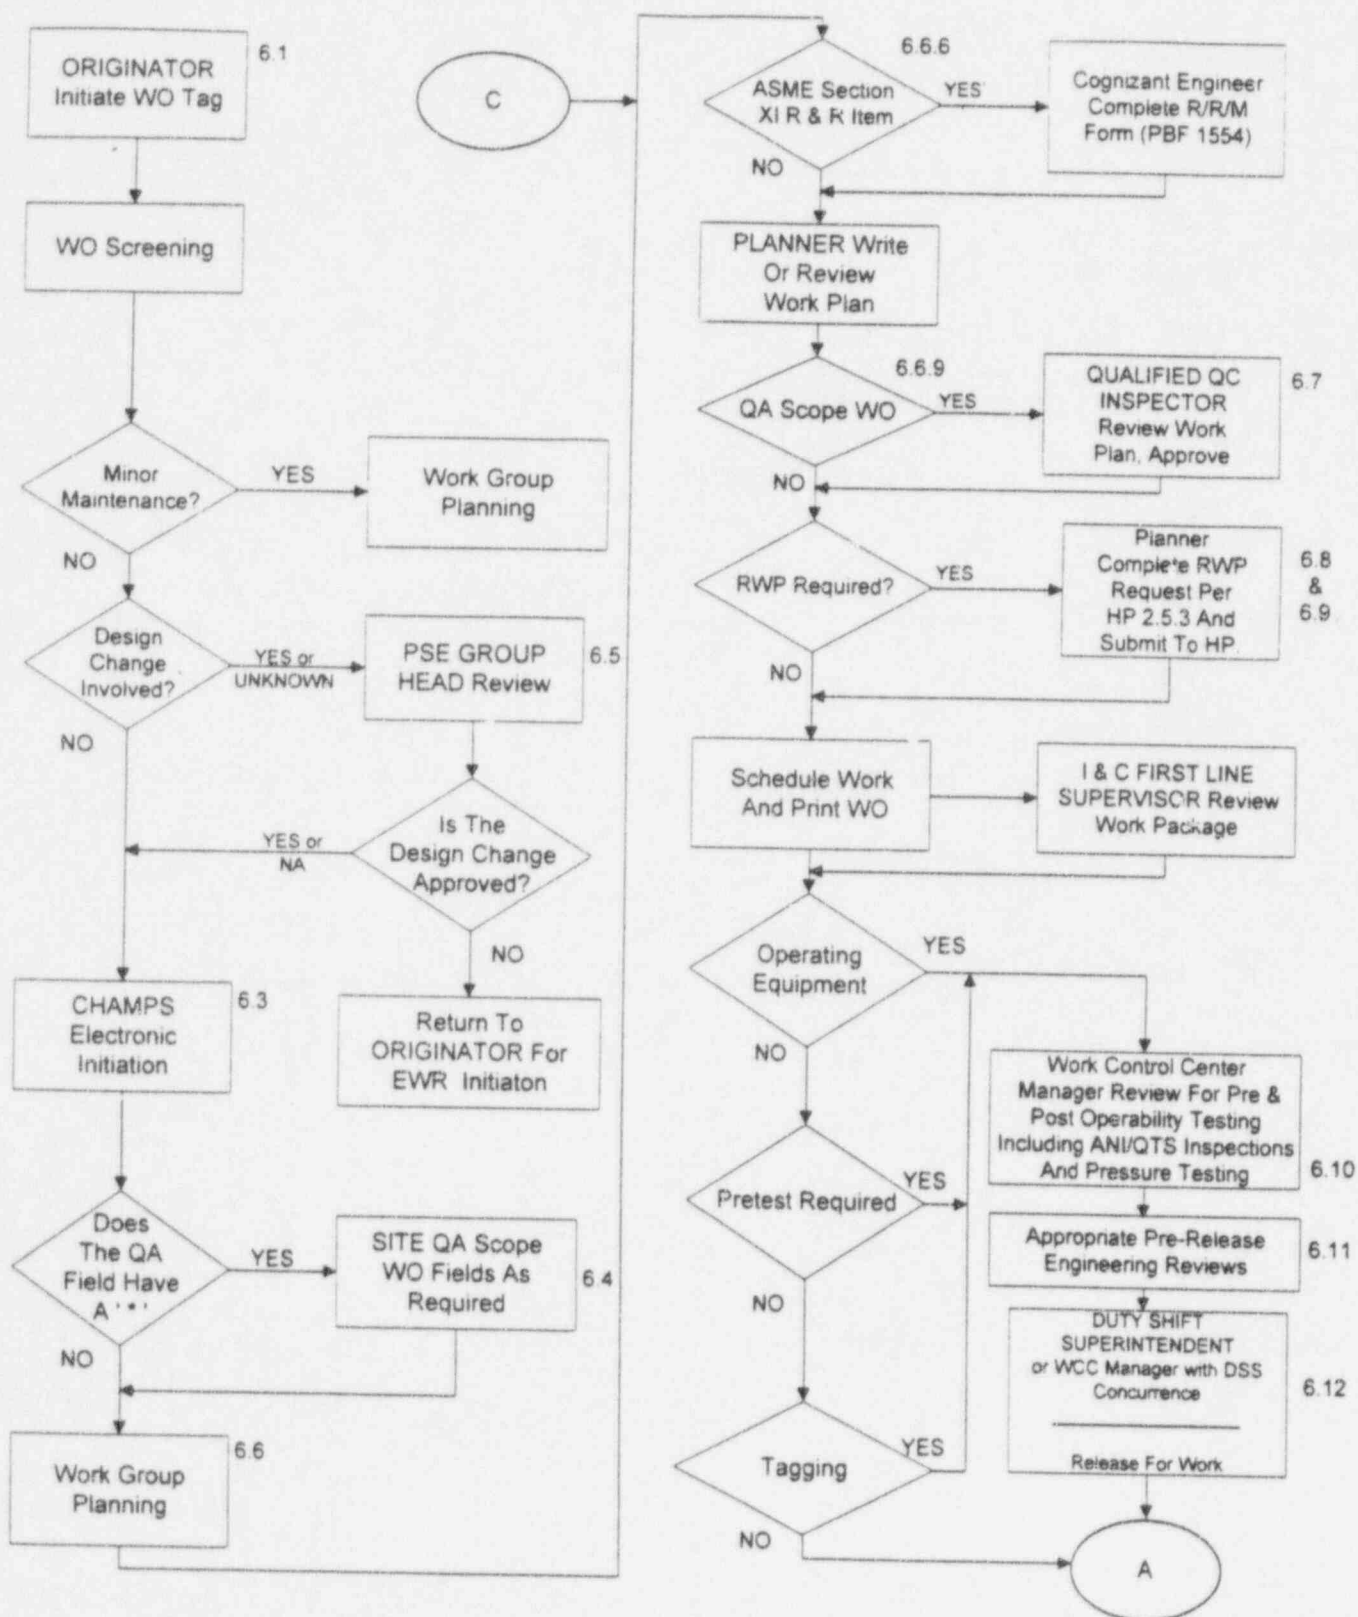 6.1
ORIGINATOR
Initiate WO Tag
WO Screening
Minor
Maintenance?
YES
Work Group
Planning
NO
Design
Change
Involved?
YES or
UNKNOWN
PSE GROUP
HEAD Review
6.5
NO
Is The
Design Change
Approved?
YES or
NA
NO
Return To
ORIGINATOR For
EWR Initiaton
CHAMPS
Electronic
Initiation
6.3
Does
The QA
Field Have
A '*'
YES
SITE QA Scope
WO Fields As
Required
6.4
NO
Work Group
Planning
6.6
C
ASME Section
XI R & R Item
6.6.6
YES
Cognizant Engineer
Complete R/R/M
Form (PBF 1554)
NO
PLANNER Write
Or Review
Work Plan
QA Scope WO
6.6.9
YES
QUALIFIED QC
INSPECTOR
Review Work
Plan, Approve
6.7
NO
RWP Required?
YES
Planner
Complete RWP
Request Per
HP 2.5.3 And
Submit To HP.
6.8
&
6.9
NO
Schedule Work
And Print WO
I & C FIRST LINE
SUPERVISOR Review
Work Package
Operating
Equipment
YES
NO
Work Control Center
Manager Review For Pre &
Post Operability Testing
Including ANI/QTS Inspections
And Pressure Testing
6.10
Pretest Required
YES
NO
Appropriate Pre-Release
Engineering Reviews
6.11
DUTY SHIFT
SUPERINTENDENT
or WCC Manager with DSS
Concurrence
Release For Work
6.12
Tagging
YES
NO
A